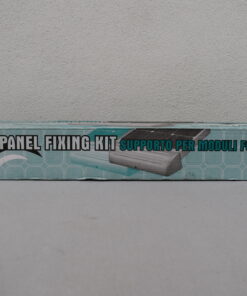 PANEL FIXING KIT SUPPORTO PER MODULI F